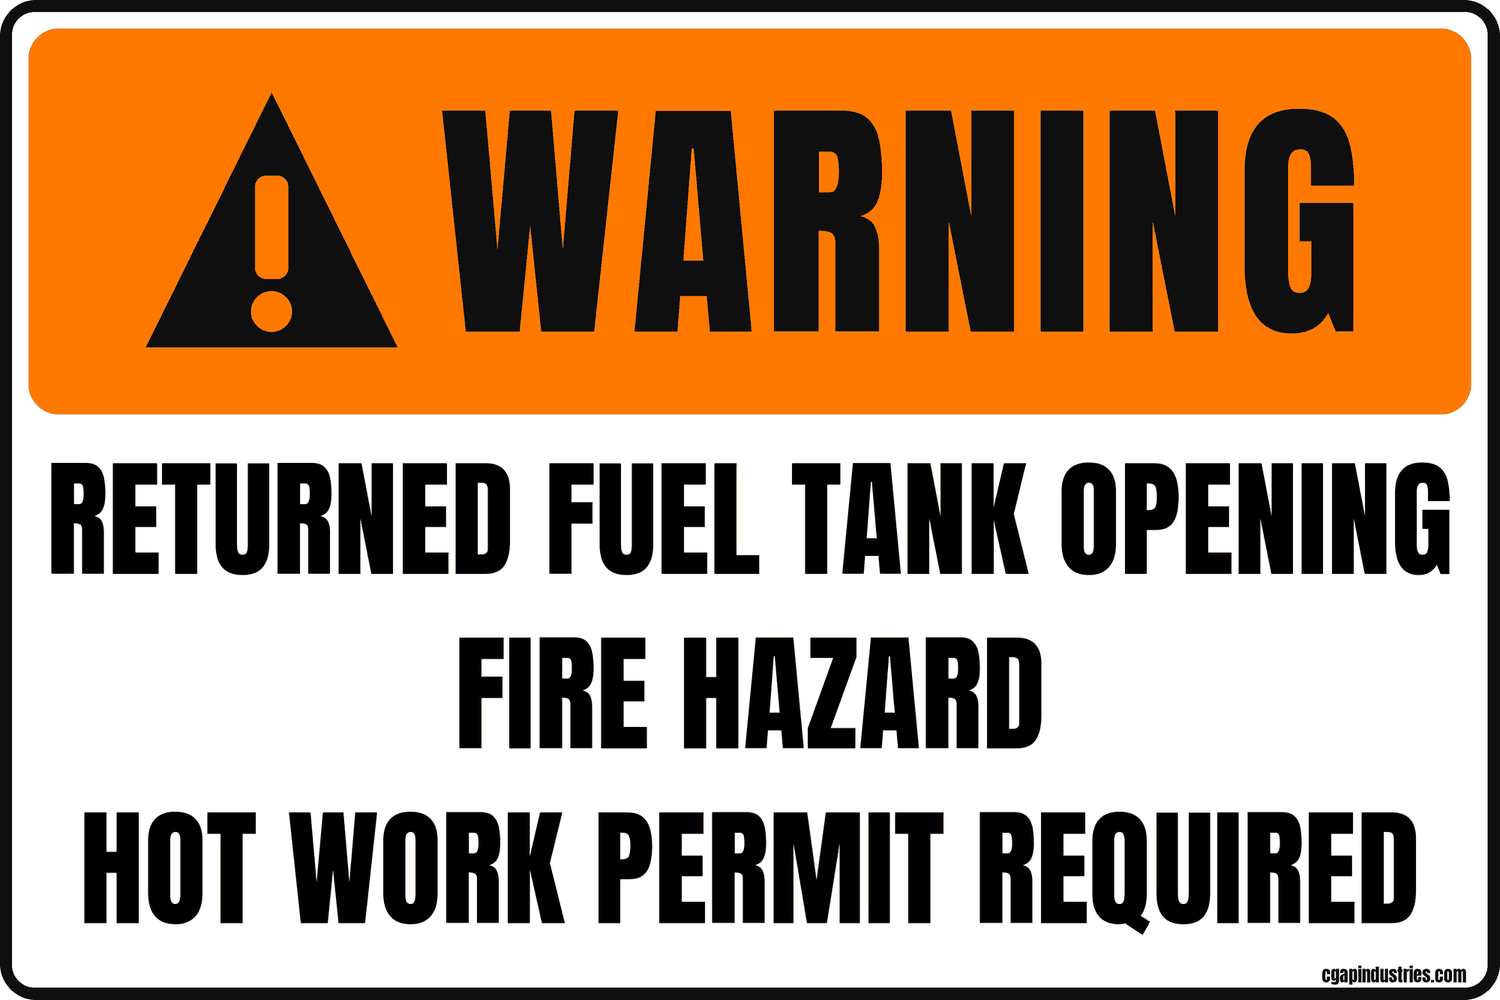 WARNING
RETURNED FUEL TANK OPENING
FIRE HAZARD
HOT WORK PERMIT REQUIRED
cgapindustries.com